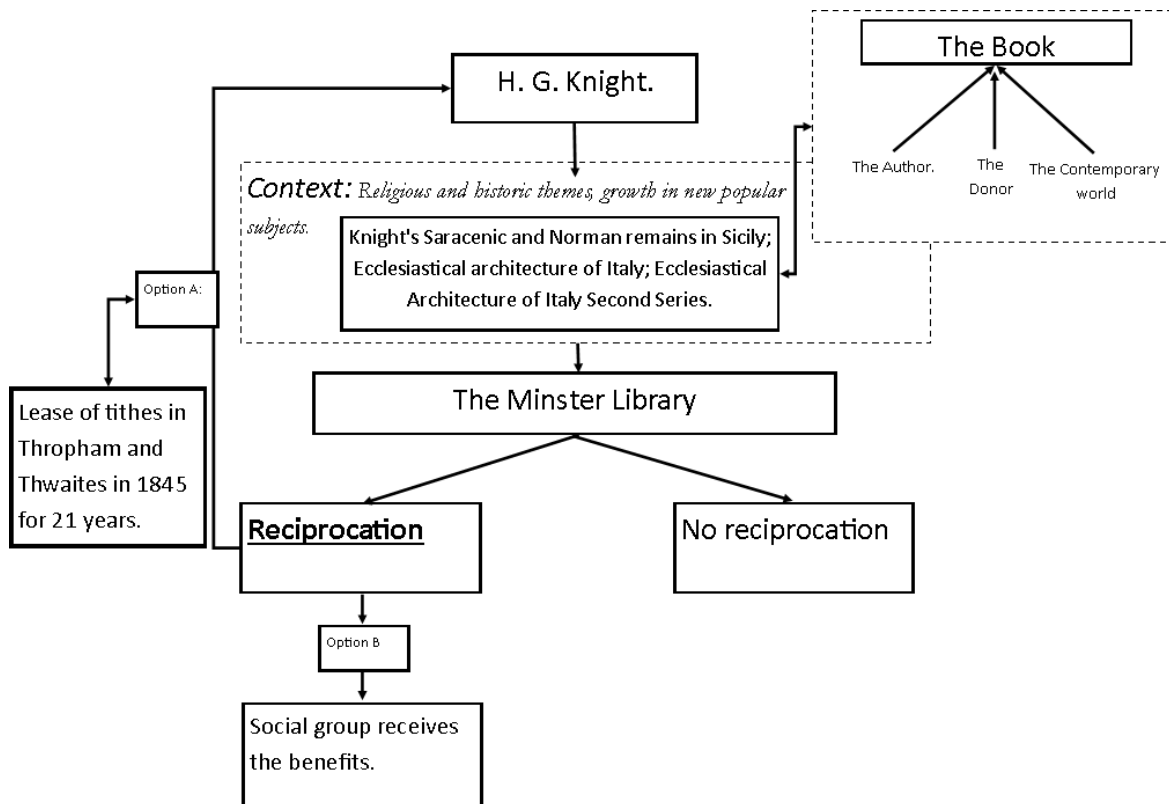 The Book
H. G. Knight.
The Author.
The
Donor
The Contemporary
world
Context: Religious and historic themes, growth in new popular
subjects.
Knight's Saracenic and Norman remains in Sicily;
Ecclesiastical architecture of Italy; Ecclesiastical
Architecture of Italy Second Series.
Option A:
The Minster Library
Lease of tithes in
Thropham and
Thwaites in 1845
for 21 years.
Reciprocation
No reciprocation
Option B
Social group receives
the benefits.